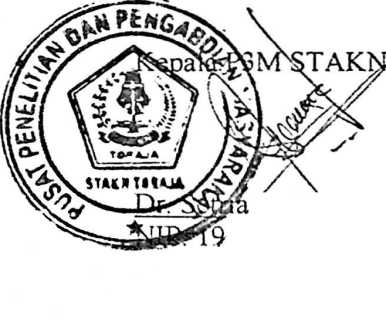 Kepala P3M STAKN
PUSAT PENELITIAN DAN PENGABDIAN MASYARAKAT
TORAJA
STAKN TORAJA
Dr.
NIP. 19